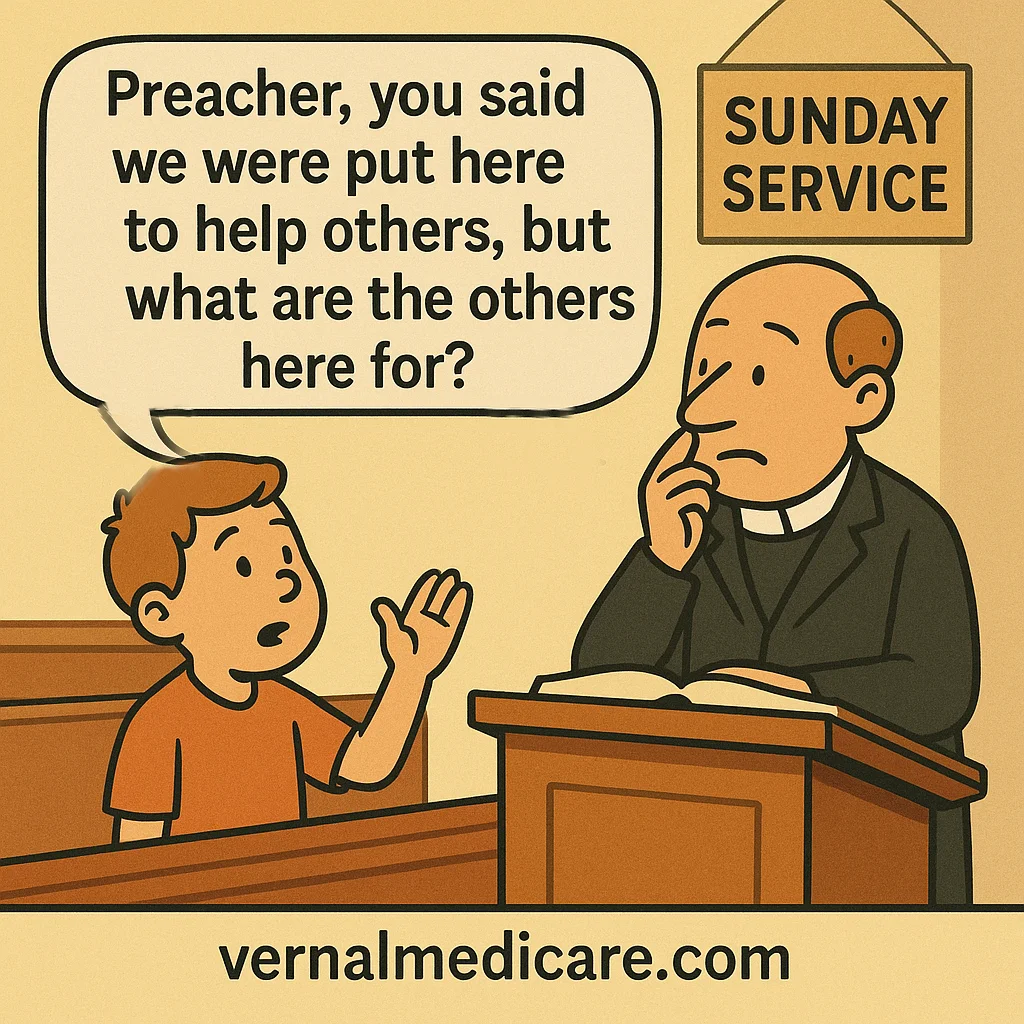 Preacher, you said
we were put here
to help others, but
what are the others
here for?
SUNDAY
SERVICE
vernalmedicare.com